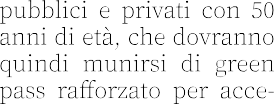 pubblici e privati con 50
anni di età, che dovranno
quindi munirsi di green
pass rafforzato per acce-